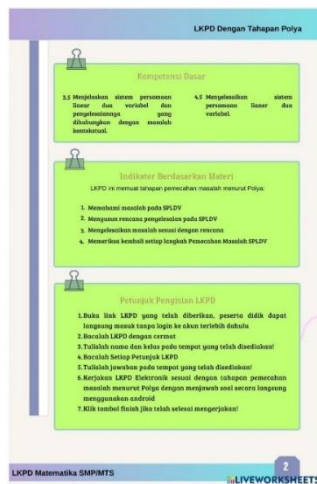 LKPD Dengan Tahapan Polya
Kompetensi Dasar
3.5 Menjelaskan sistem persamaan
linear dua variabel dan
penyelesaiannya yang
dihubungkan dengan masalah
kontekstual.
4.5 Menyelesaikan sistem
persamaan linear dua
variabel.
Indikator Berdasarkan Materi
LKPD ini memuat tahapan pemecahan masalah menurut Polya:
1. Memahami masalah pada SPLDV
2. Menyusun rencana penyelesaian pada SPLDV
3. Menyelesaikan masalah sesuai dengan rencana
4. Memeriksa kembali setiap langkah Pemecahan Masalah SPLDV
Petunjuk Pengisian LKPD
1. Buka link LKPD yang telah diberikan, peserta didik dapat
langsung masuk tanpa login ke akun terlebih dahulu
2. Bacalah LKPD dengan cermat
3. Tulislah nama dan kelas pada tempat yang telah disediakan!
4. Bacalah Setiap Petunjuk LKPD
5. Tulislah jawaban pada tempat yang telah disediakan!
6. Kerjakan LKPD Elektronik sesuai dengan tahapan pemecahan
masalah menurut Polya dengan menjawab soal secara langsung
menggunakan android
7. Klik tombol finish jika telah selesai mengerjakan!
LKPD Matematika SMP/MTS
2
LIVEWORKSHEETS